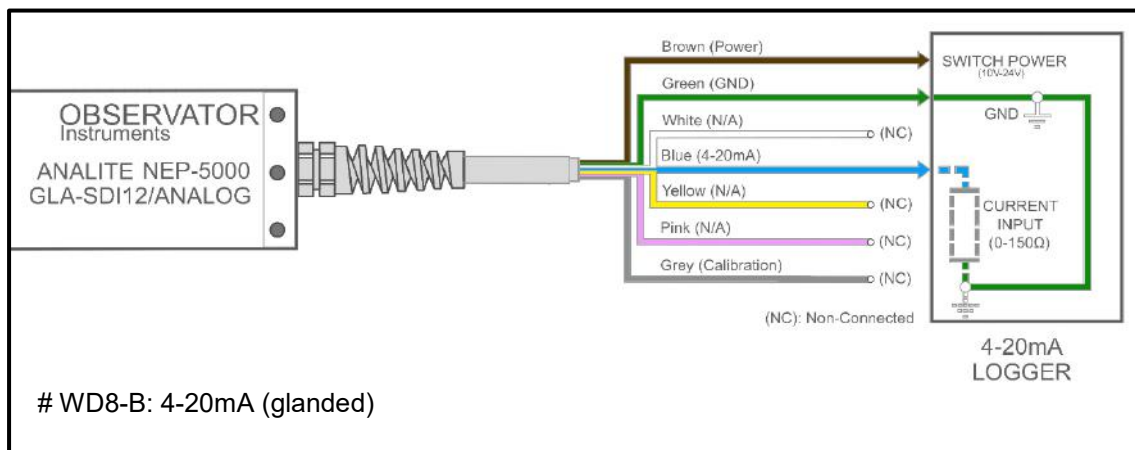 OBSERVATOR
Instruments
ANALITE NEP-5000
GLA-SDI12/ANALOG
Brown (Power)
Green (GND)
White (N/A)
(NC)
Blue (4-20mA)
Yellow (N/A)
(NC)
Pink (N/A)
(NC)
Grey (Calibration)
(NC)
(NC): Non-Connected
SWITCH POWER
(10V-24V)
GND
CURRENT
INPUT
(0-150Ω)
4-20mA
LOGGER
# WD8-B: 4-20mA (glanded)